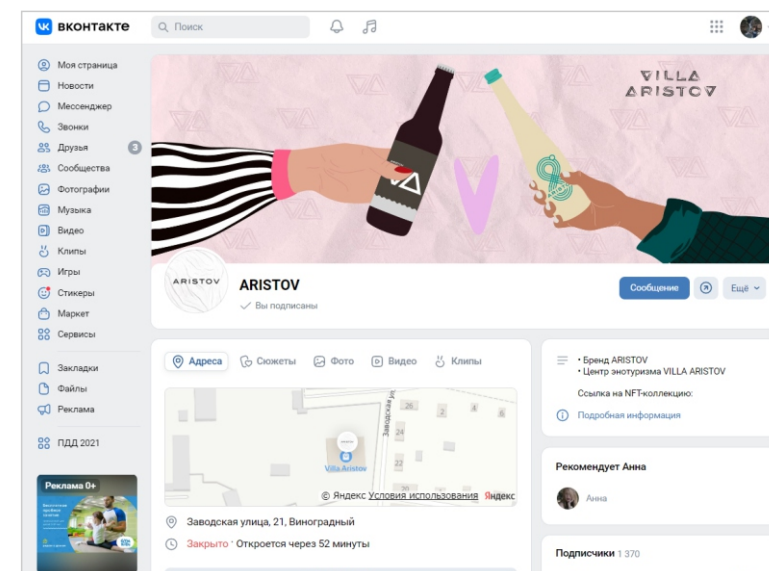 ВКОНТАКТЕ
Поиск
Моя страница
Новости
Мессенджер
Звонки
Друзья 3
Сообщества
Фотографии
Музыка
Видео
Клипы
Игры
Стикеры
Маркет
Сервисы
Закладки
Файлы
Реклама
ПДД 2021
Реклама 0+
VILLA
ARISTOV
ARISTOV
ARISTOV
Вы подписаны
Сообщение
Ещё
Адреса Сюжеты Фото Видео Клипы
Заводская ул
26
2
4
6
24
22
Villa Aristov
© Яндекс Условия использования Яндекс
Заводская улица, 21, Виноградный
Закрыто · Откроется через 52 минуты
• Бренд ARISTOV
• Центр энотуризма VILLA ARISTOV
Ссылка на NFT-коллекцию:
Подробная информация
Рекомендует Анна
Анна
Подписчики 1 370